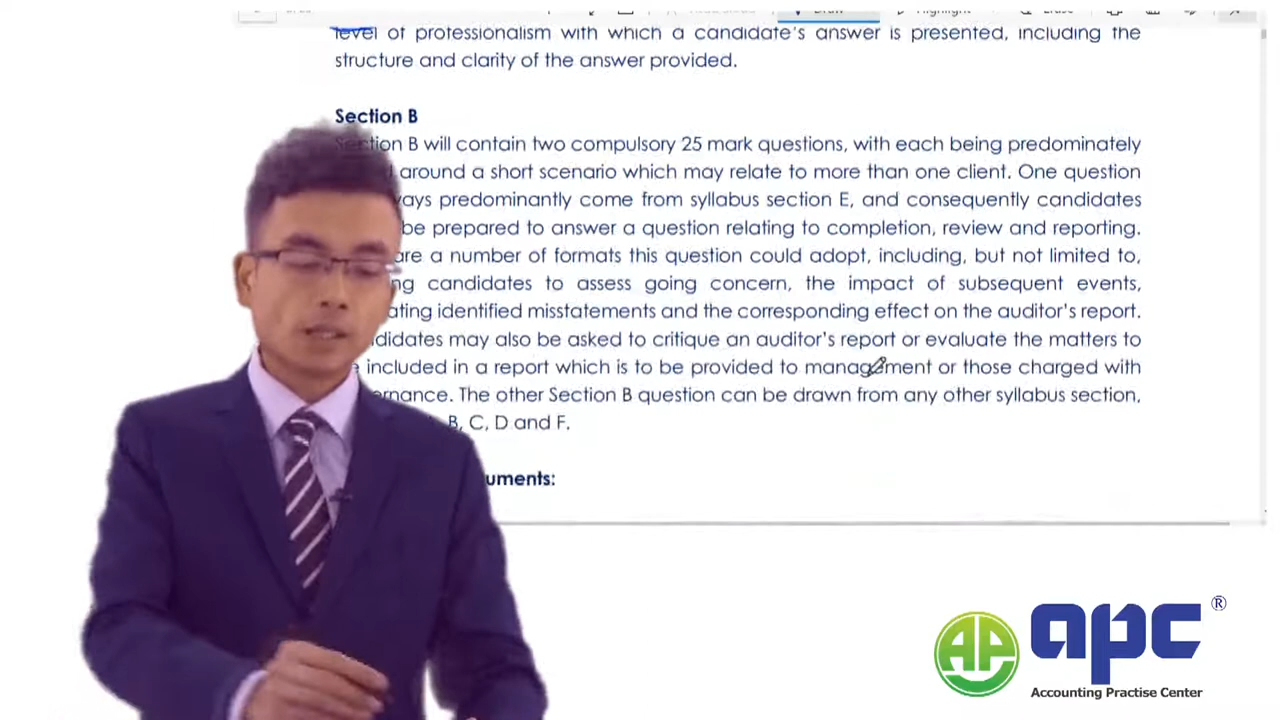 level of professionalism with which a candidate's answer is presented, including the
structure and clarity of the answer provided.
Section B
Section B will contain two compulsory 25 mark questions, with each being predominately
around a short scenario which may relate to more than one client. One question
predominantly come from syllabus section E, and consequently candidates
be prepared to answer a question relating to completion, review and reporting.
are a number of formats this question could adopt, including, but not limited to,
candidates to assess going concern, the impact of subsequent events,
identified misstatements and the corresponding effect on the auditor's report.
may also be asked to critique an auditor's report or evaluate the matters to
included in a report which is to be provided to management or those charged with
The other Section B question can be drawn from any other syllabus section,
B, C, D and F.
apc®
Accounting Practise Center